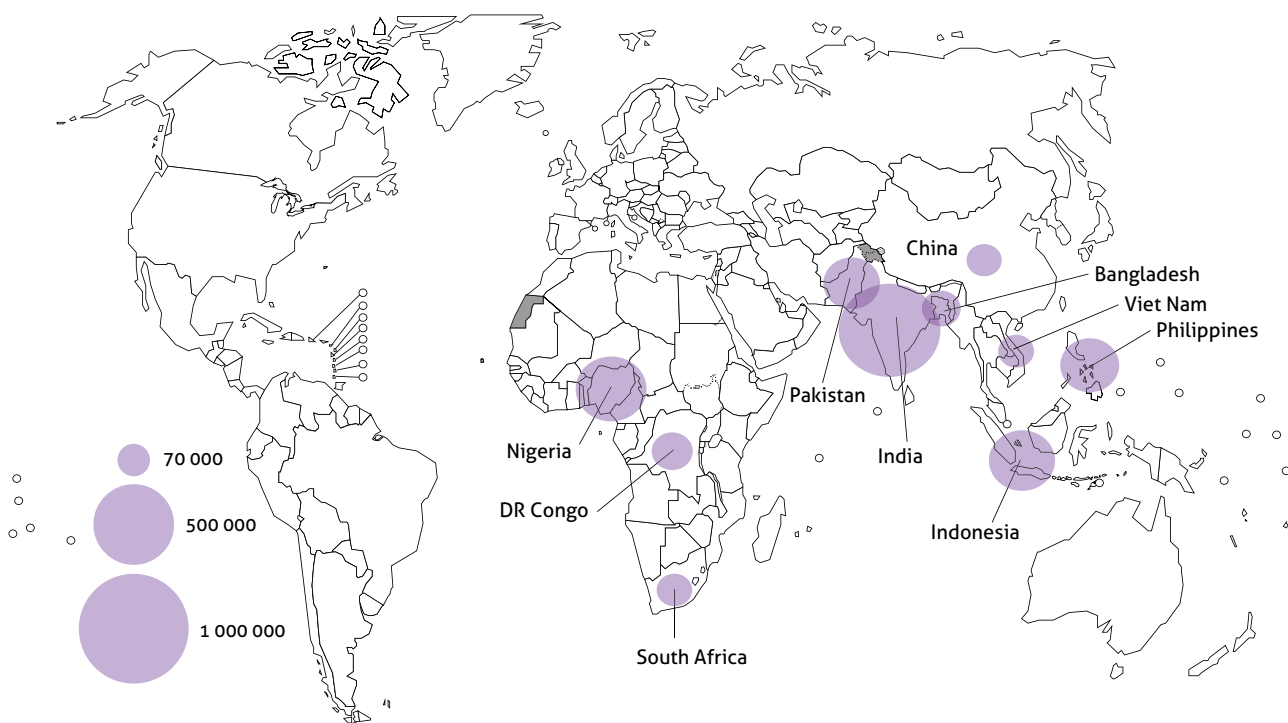 China
Bangladesh
Viet Nam
Philippines
Pakistan
Nigeria
India
DR Congo
Indonesia
South Africa
70 000
500 000
1 000 000